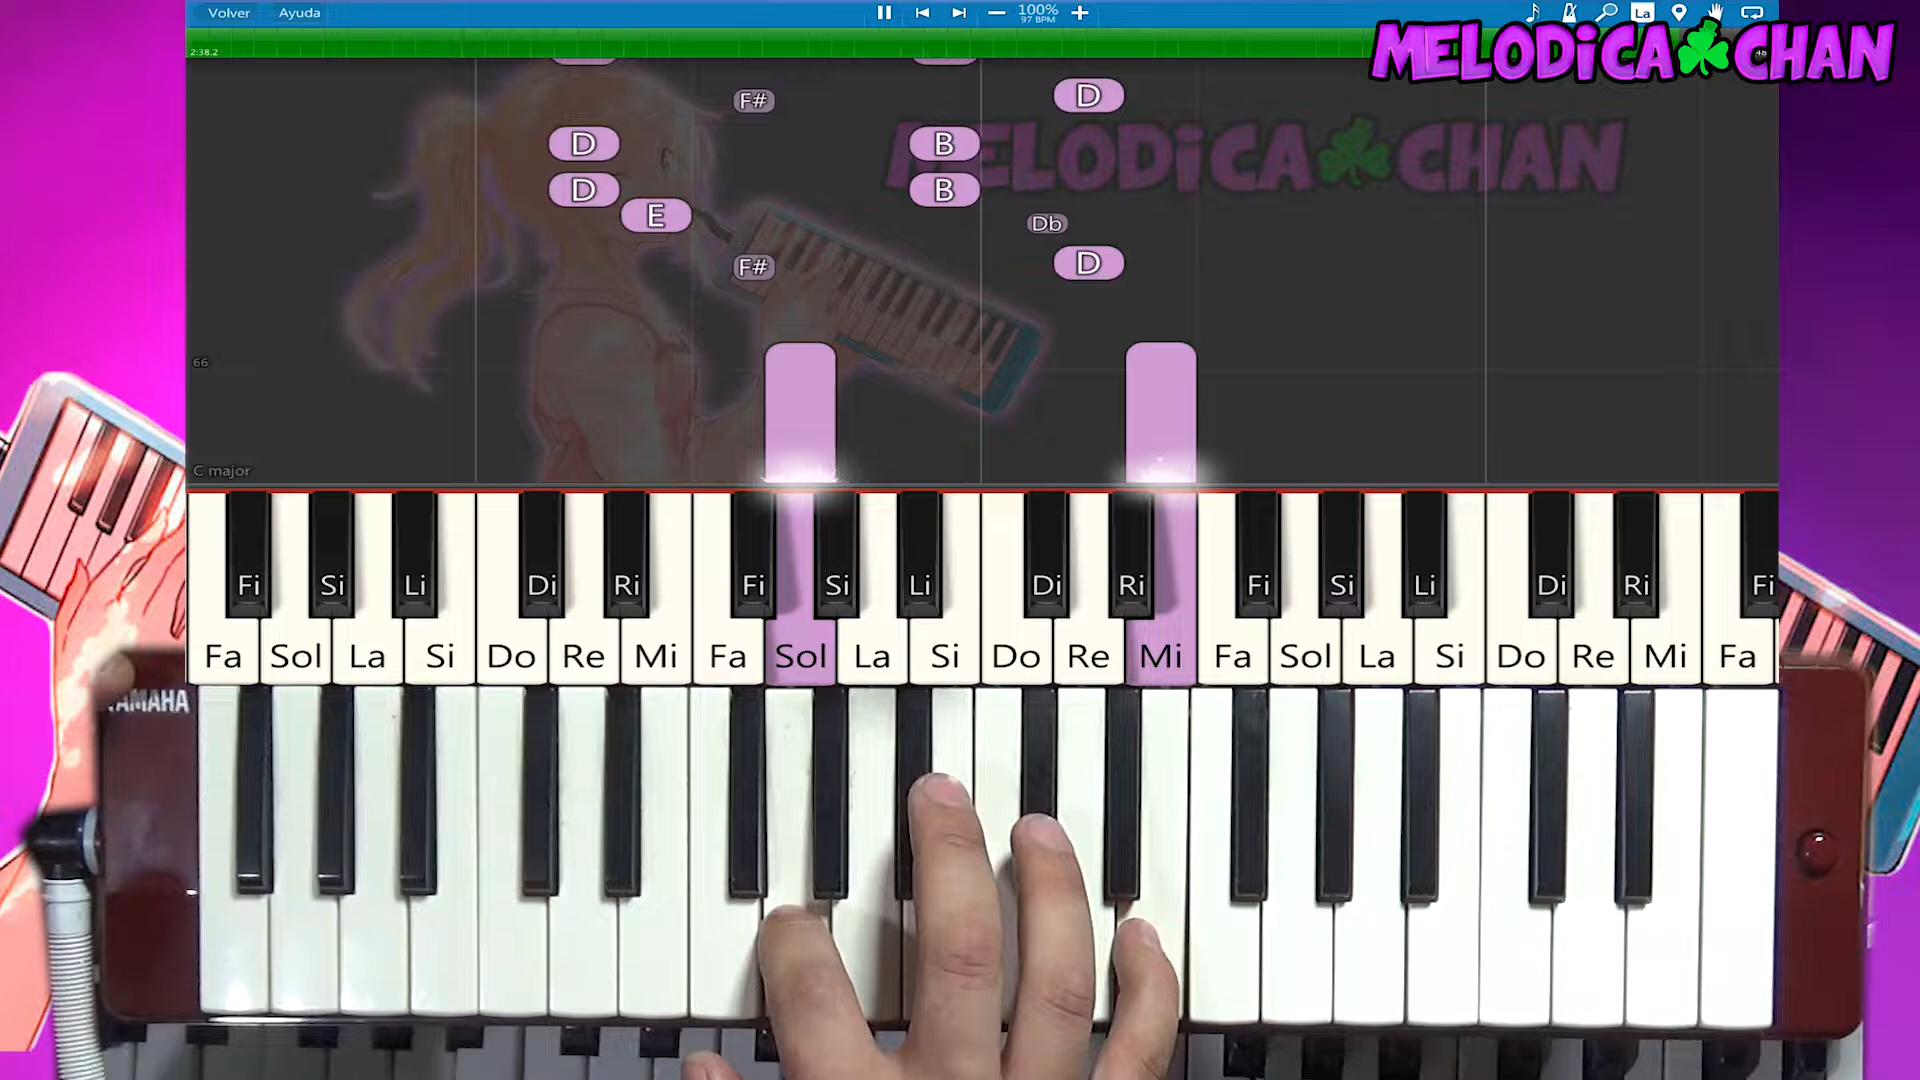 Volver Ayuda 100% La
97 BPM
2:38.2
MELODiCA CHAN
F# D
D B
MELODiCA CHAN
D B
E Db
F# D
66
C major
Fi Si Li Di Ri Fi Si Li Di Ri Fi Si Li Di Ri Fi
Fa Sol La Si Do Re Mi Fa Sol La Si Do Re Mi Fa Sol La Si Do Re Mi Fa
YAMAHA